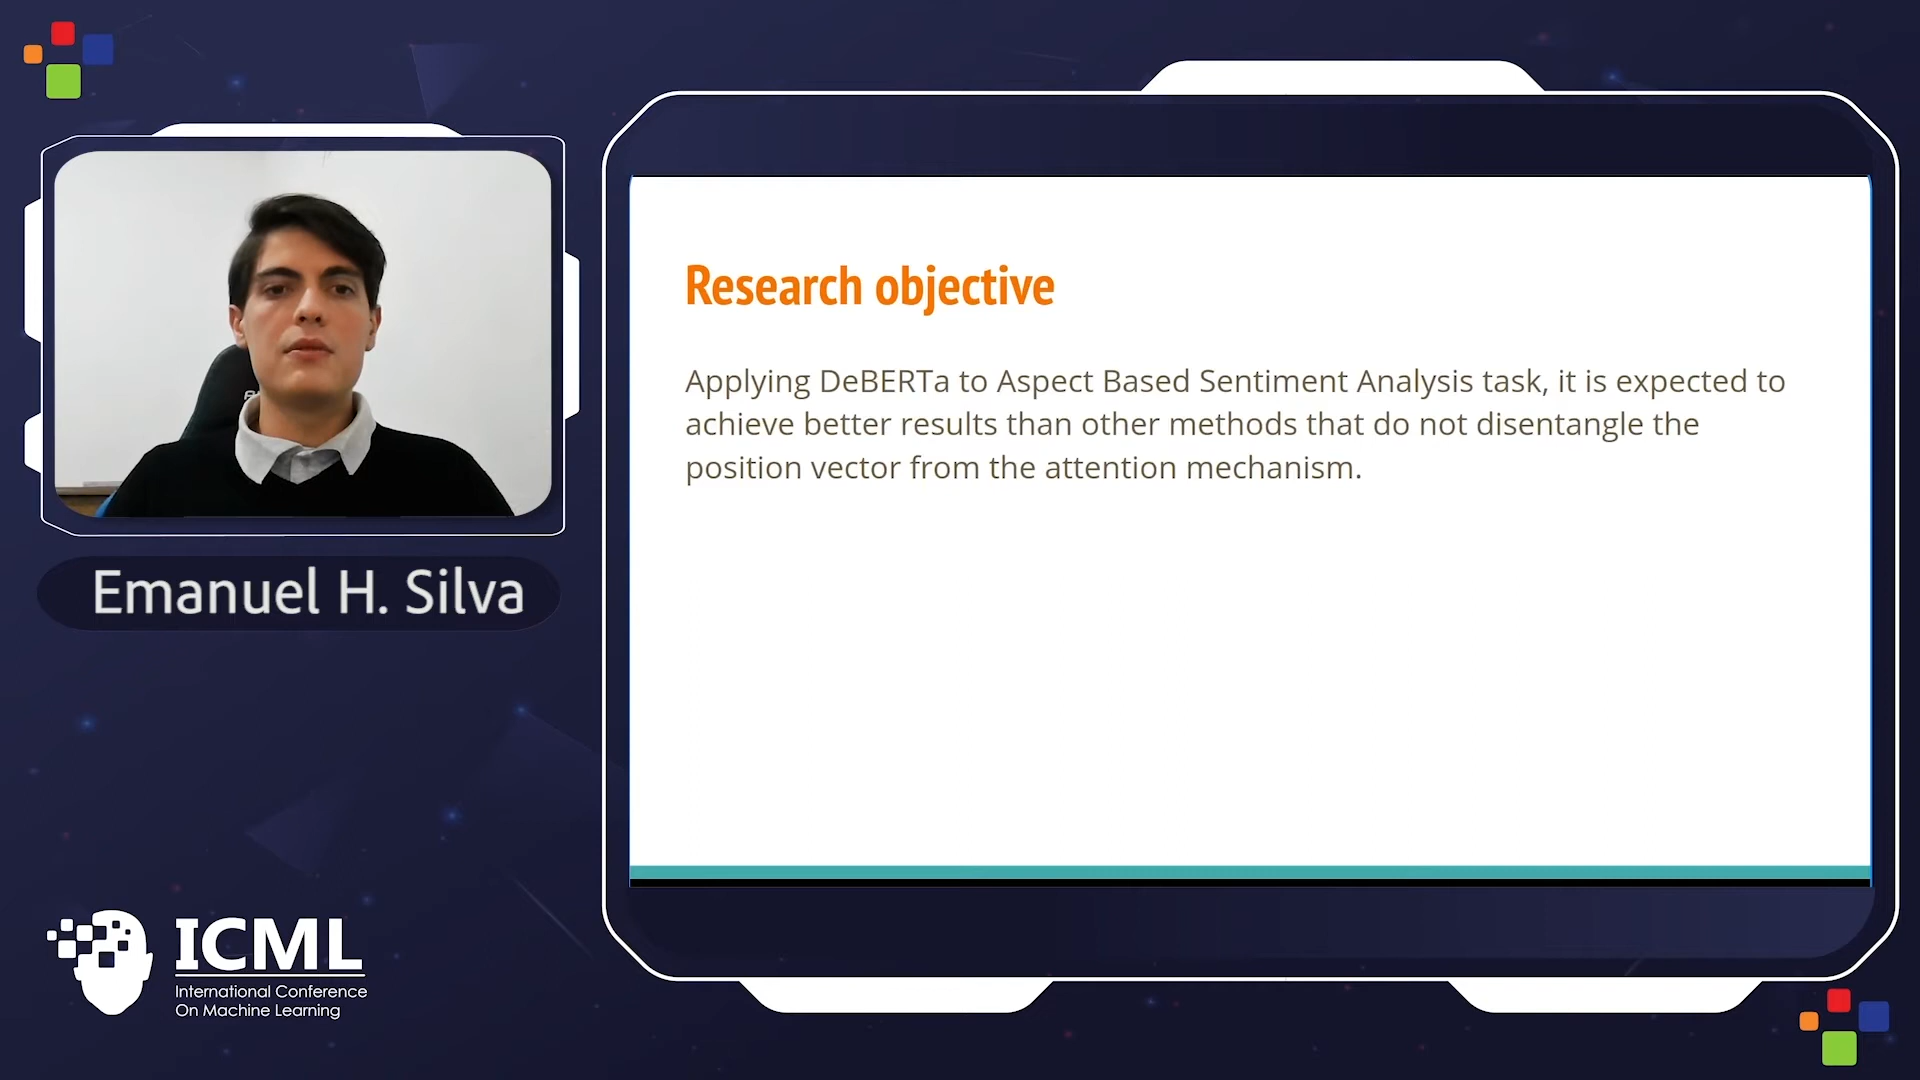 Research objective
Applying DeBERTa to Aspect Based Sentiment Analysis task, it is expected to
achieve better results than other methods that do not disentangle the
position vector from the attention mechanism.
Emanuel H. Silva
ICML
International Conference
On Machine Learning